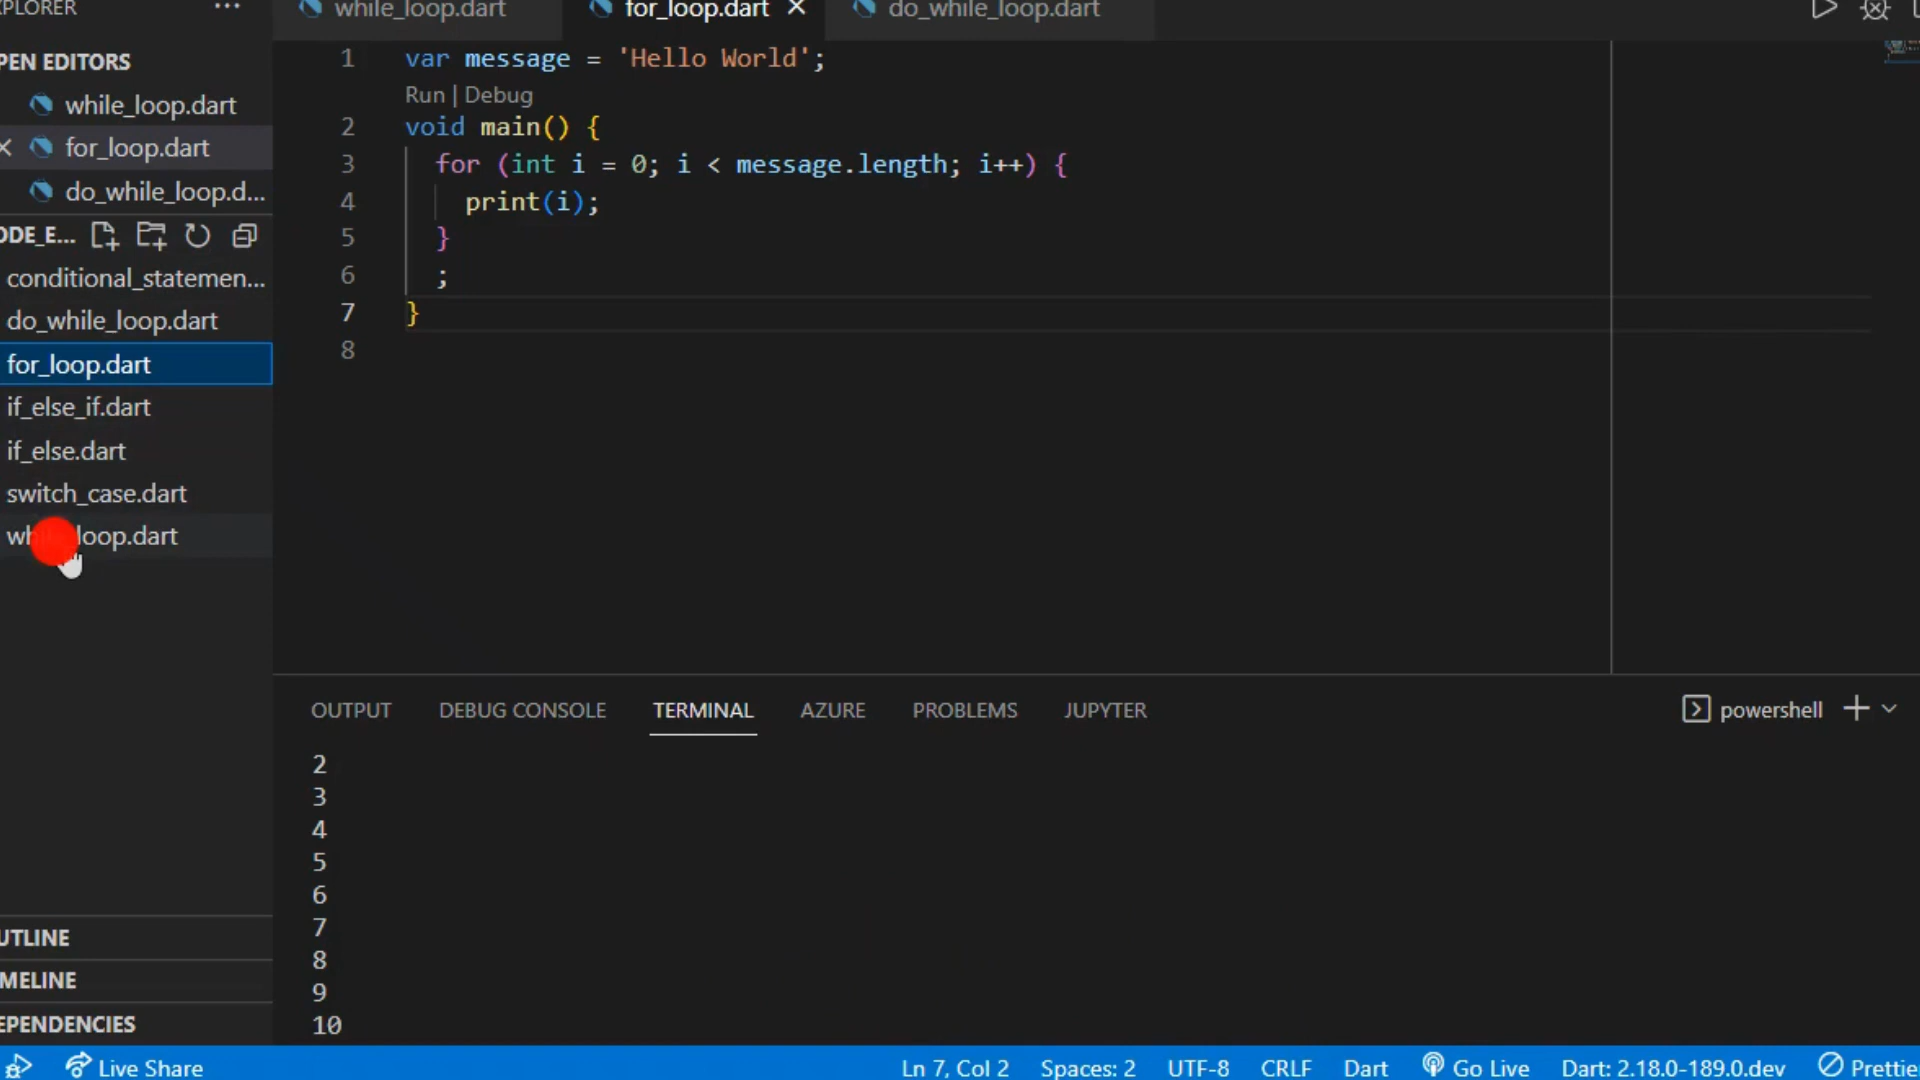 PLORER
PEN EDITORS
while_loop.dart
for_loop.dart
do_while_loop.d...
ODE_E...
conditional_statemen...
do_while_loop.dart
for_loop.dart
if_else_if.dart
if_else.dart
switch_case.dart
wh loop.dart
UTLINE
MELINE
EPENDENCIES
while_loop.dart for_loop.dart do_while_loop.dart
1 var message = 'Hello World';
Run | Debug
2 void main() {
3 for (int i = 0; i < message.length; i++) {
4 print(i);
5 }
6 ;
7 }
8
OUTPUT DEBUG CONSOLE TERMINAL AZURE PROBLEMS JUPYTER powershell
2
3
4
5
6
7
8
9
10
Live Share Ln 7, Col 2 Spaces: 2 UTF-8 CRLF Dart Go Live Dart: 2.18.0-189.0.dev Prettie